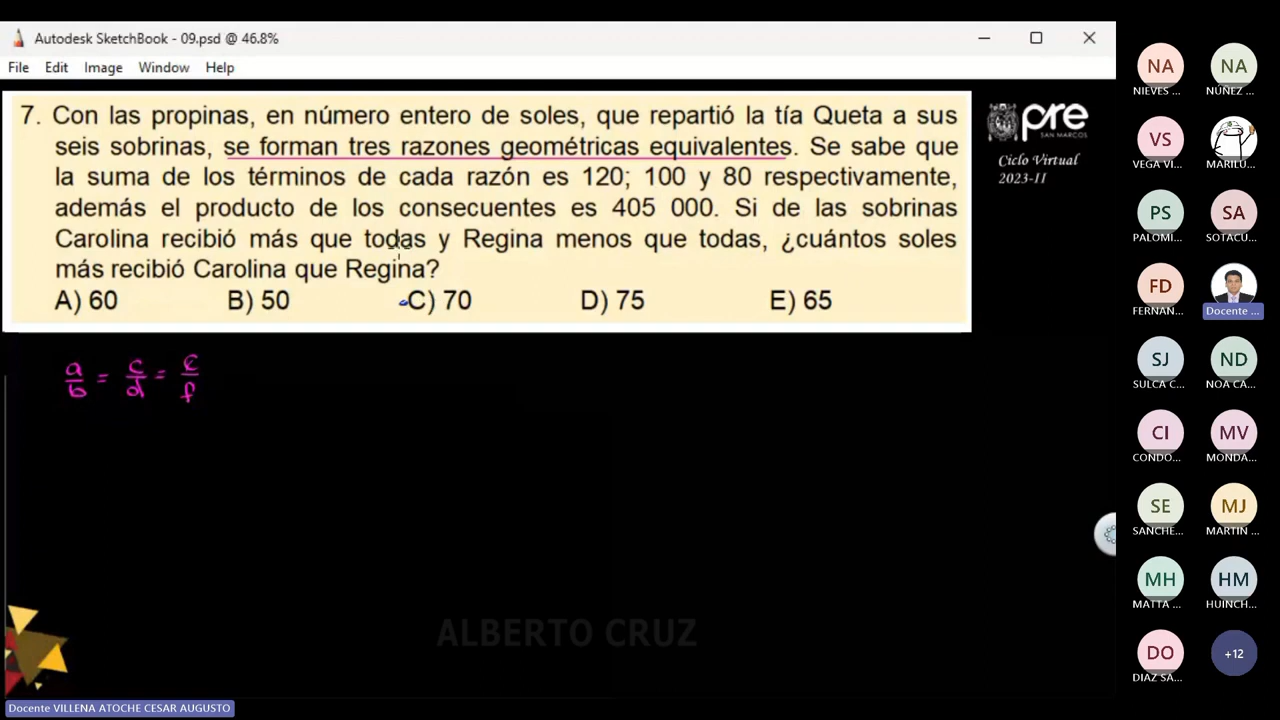 Autodesk SketchBook - 09.psd @ 46.8%
File Edit Image Window Help
7. Con las propinas, en número entero de soles, que repartió la tía Queta a sus
seis sobrinas, se forman tres razones geométricas equivalentes. Se sabe que
la suma de los términos de cada razón es 120; 100 y 80 respectivamente,
además el producto de los consecuentes es 405 000. Si de las sobrinas
Carolina recibió más que todas y Regina menos que todas, ¿cuántos soles
más recibió Carolina que Regina?
A) 60 B) 50 C) 70 D) 75 E) 65
pre
SAN MARCOS
Ciclo Virtual
2023-II
a/b = c/d = e/f
ALBERTO CRUZ
Docente VILLENA ATOCHE CESAR AUGUSTO
NA NA
NIEVES ... NÚÑEZ ...
VS
VEGA VI... MARILU...
PS SA
PALOMI... SOTACU...
FD
FERNAN... Docente ...
SJ ND
SULCA C... NOA CA...
CI MV
CONDO... MONDA...
SE MJ
SANCHE... MARTIN ...
MH HM
MATTA ... HUINCH...
DO +12
DIAZ SA...